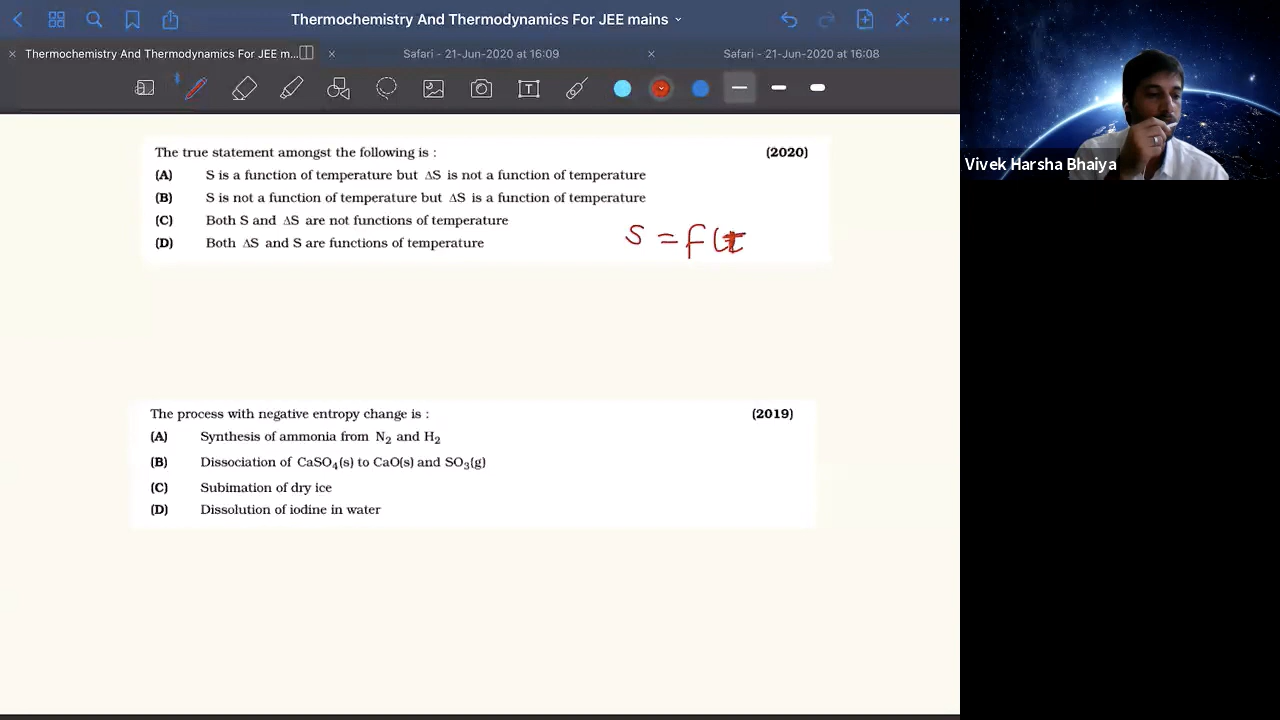 Thermochemistry And Thermodynamics For JEE mains
Thermochemistry And Thermodynamics For JEE m...
Safari - 21-Jun-2020 at 16:09
Safari - 21-Jun-2020 at 16:08
T
Vivek Harsha Bhaiya
The true statement amongst the following is : (2020)
(A) S is a function of temperature but ΔS is not a function of temperature
(B) S is not a function of temperature but ΔS is a function of temperature
(C) Both S and ΔS are not functions of temperature
(D) Both ΔS and S are functions of temperature
S = f(T
The process with negative entropy change is : (2019)
(A) Synthesis of ammonia from N₂ and H₂
(B) Dissociation of CaSO₄(s) to CaO(s) and SO₃(g)
(C) Subimation of dry ice
(D) Dissolution of iodine in water